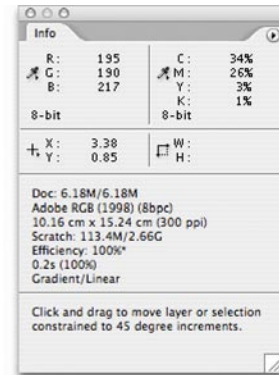 Info
R: 195 C: 34%
G: 190 M: 26%
B: 217 Y: 3%
K: 1%
8-bit 8-bit
X: 3.38 W:
Y: 0.85 H:
Doc: 6.18M/6.18M
Adobe RGB (1998) (8bpc)
10.16 cm x 15.24 cm (300 ppi)
Scratch: 113.4M/2.66G
Efficiency: 100%*
0.2s (100%)
Gradient/Linear
Click and drag to move layer or selection
constrained to 45 degree increments.